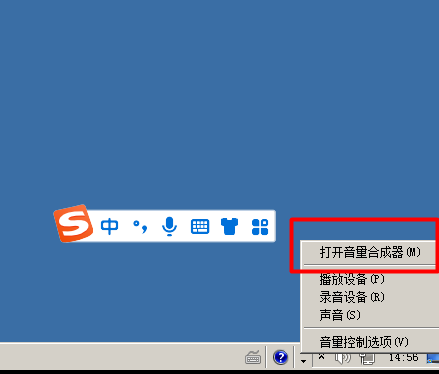 S 中
打开音量合成器(M)
播放设备(P)
录音设备(R)
声音(S)
音量控制选项(V)
14:56